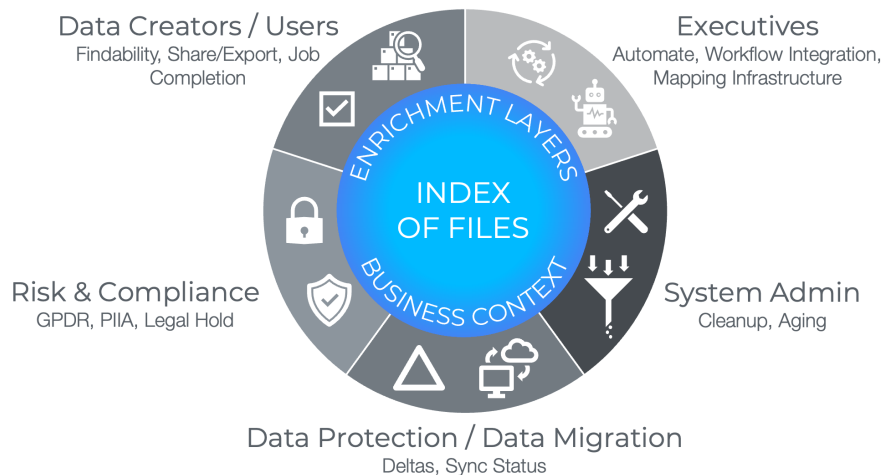 Data Creators / Users
Findability, Share/Export, Job
Completion
Executives
Automate, Workflow Integration,
Mapping Infrastructure
ENRICHMENT LAYERS
INDEX
OF FILES
BUSINESS CONTEXT
Risk & Compliance
GPDR, PIIA, Legal Hold
System Admin
Cleanup, Aging
Data Protection / Data Migration
Deltas, Sync Status